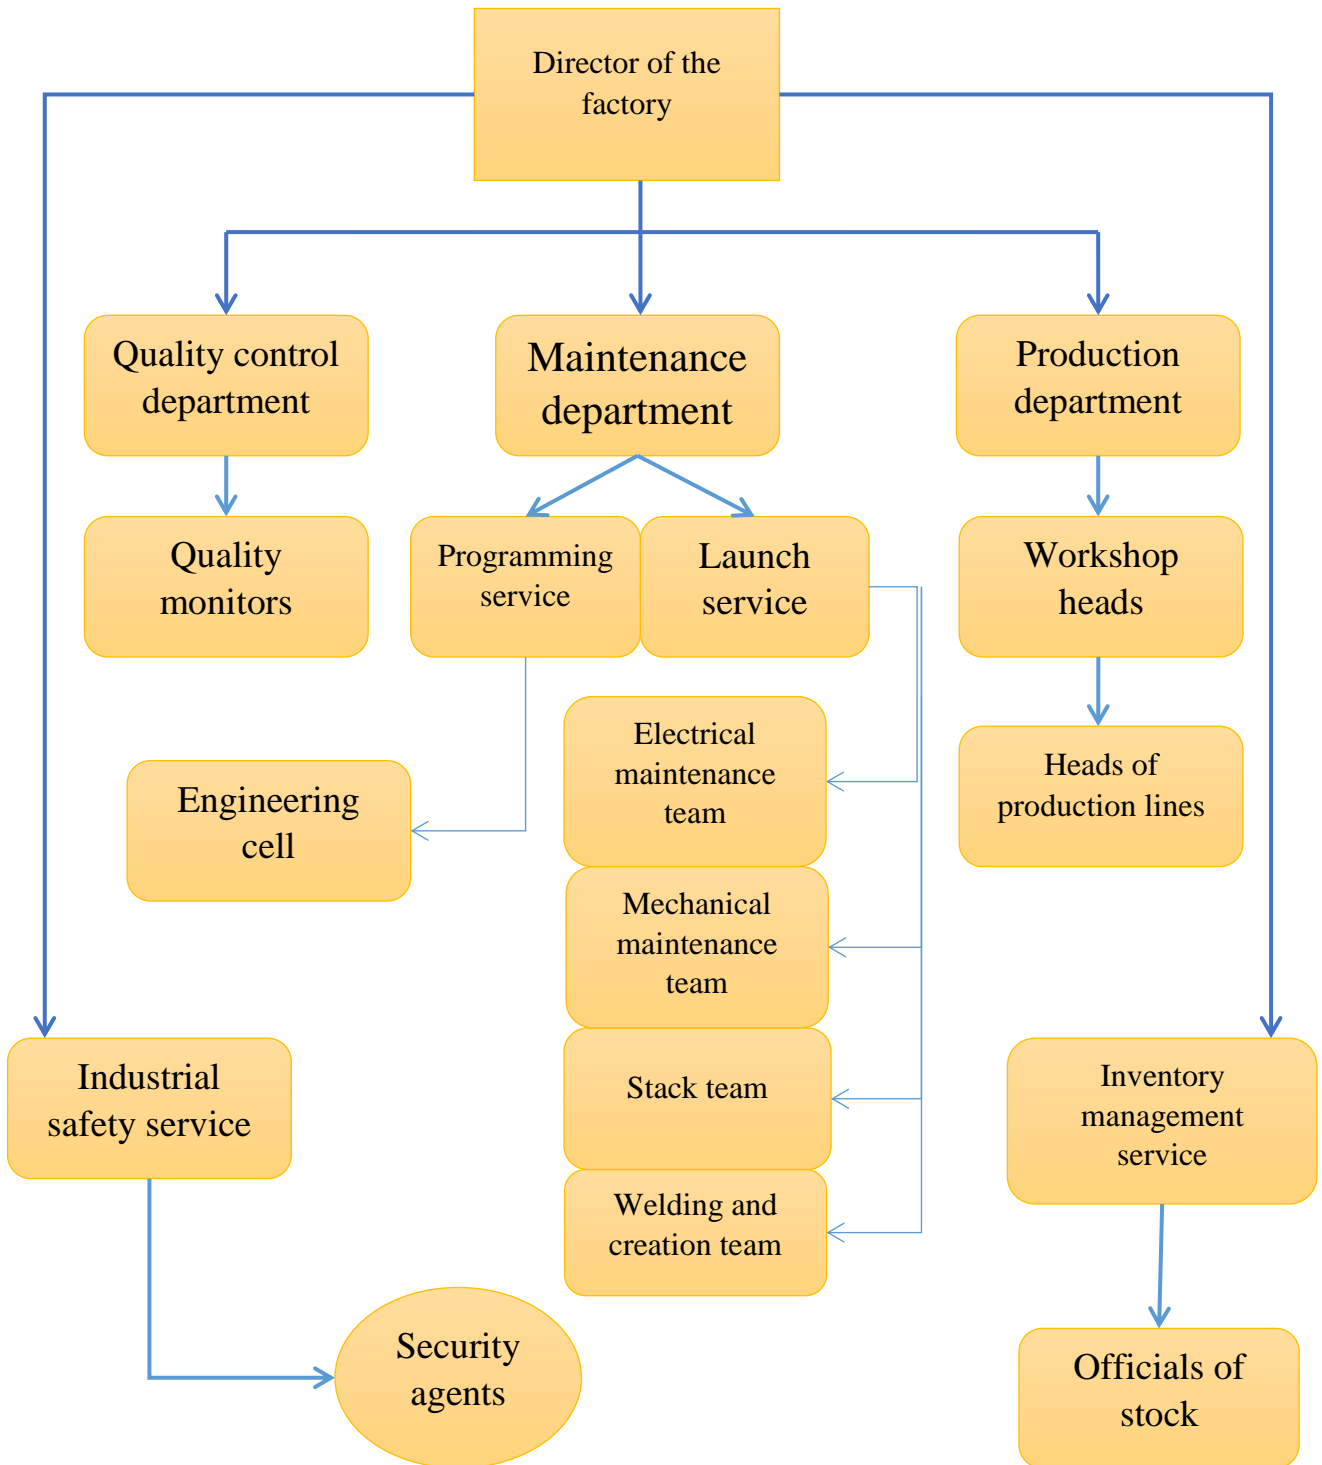 Director of the
factory
Quality control
department
Maintenance
department
Production
department
Quality
monitors
Programming
service
Launch
service
Workshop
heads
Electrical
maintenance
team
Heads of
production lines
Engineering
cell
Mechanical
maintenance
team
Industrial
safety service
Stack team
Inventory
management
service
Welding and
creation team
Security
agents
Officials of
stock